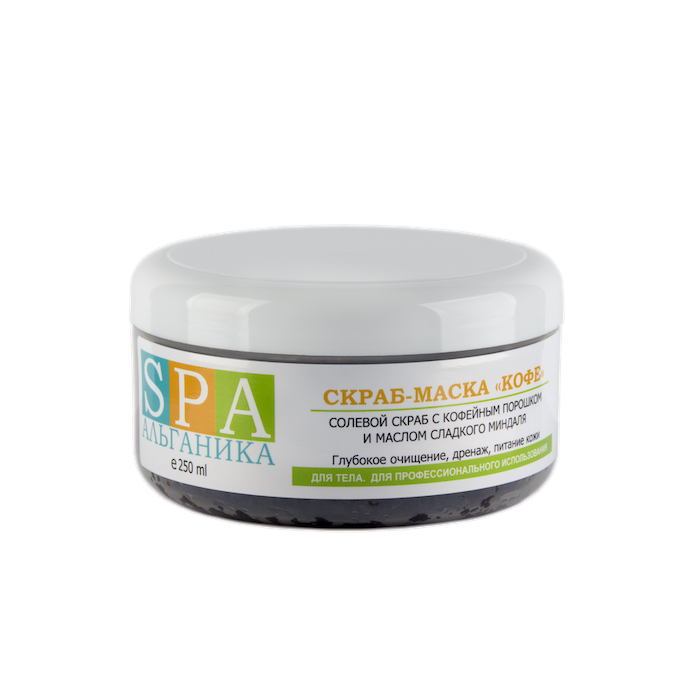 SPA
АЛЬГАНИКА
e 250 ml
СКРАБ-МАСКА «КОФЕ»
СОЛЕВОЙ СКРАБ С КОФЕЙНЫМ ПОРОШКОМ
И МАСЛОМ СЛАДКОГО МИНДАЛЯ
Глубокое очищение, дренаж, питание кожи
ДЛЯ ТЕЛА. ДЛЯ ПРОФЕССИОНАЛЬНОГО ИСПОЛЬЗОВАНИЯ